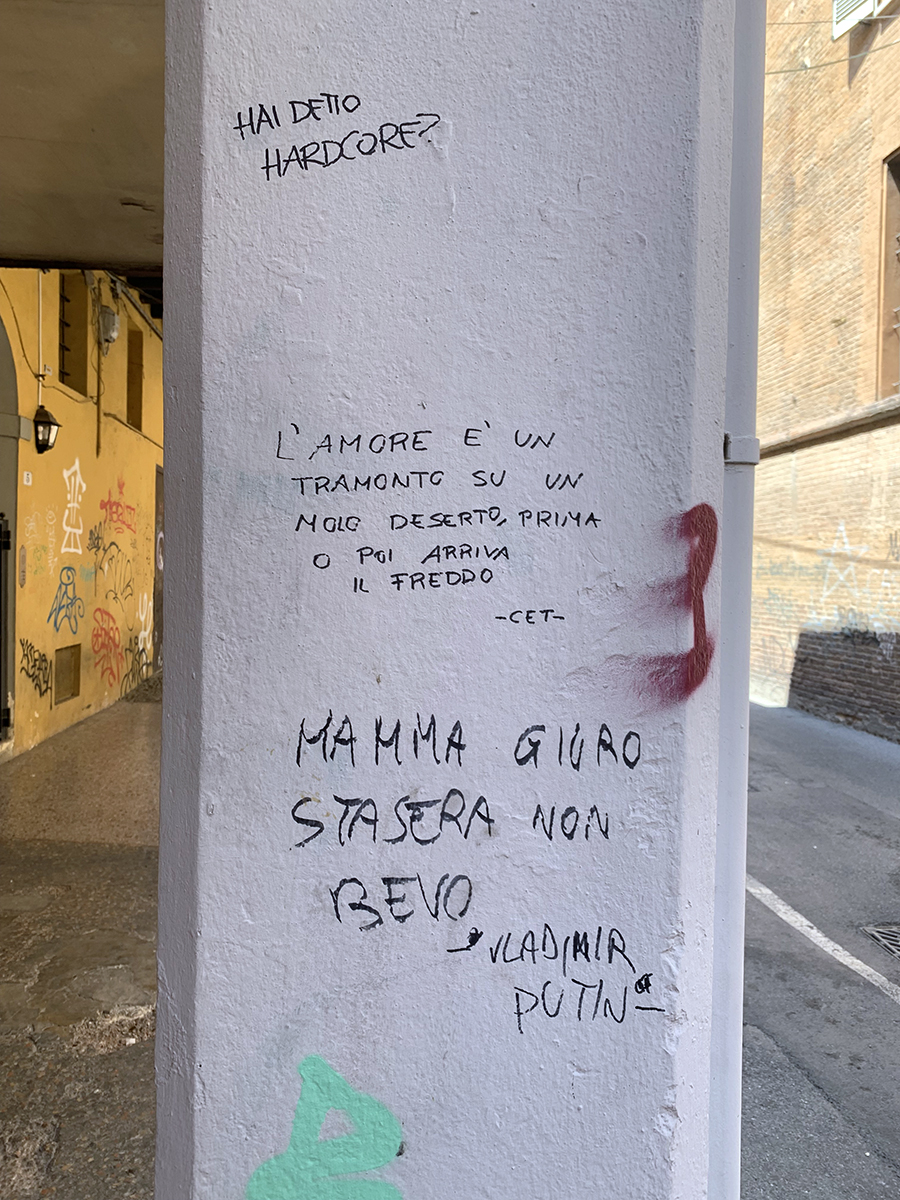 HAI DETTO
HARDCORE?
L'AMORE E' UN
TRAMONTO SU UN
MOLO DESERTO, PRIMA
O POI ARRIVA
IL FREDDO
-CET-
MAMMA GIURO
STASERA NON
BEVO
- VLADIMIR
PUTIN -